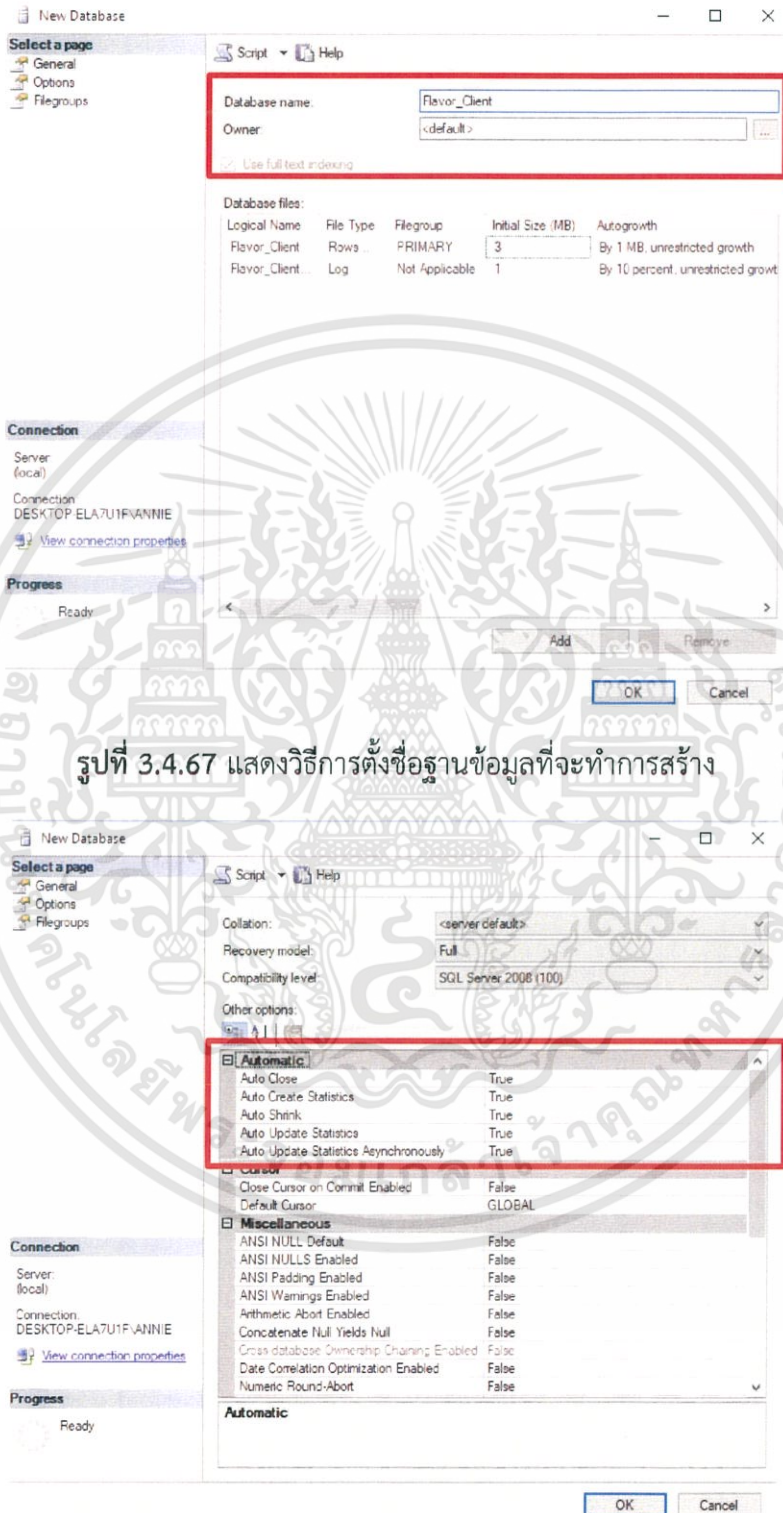 New Database
Select a page
General
Options
Filegroups
Script Help
Database name: Flavor_Client
Owner: <default> ...
Use full-text indexing
Database files:
Logical Name File Type Filegroup Initial Size (MB) Autogrowth
Flavor_Client Rows... PRIMARY 3 By 1 MB, unrestricted growth
Flavor_Client... Log Not Applicable 1 By 10 percent, unrestricted growt
Connection
Server:
(local)
Connection:
DESKTOP-ELA7U1F\ANNIE
View connection properties
Progress
Ready
Add Remove
OK Cancel
รูปที่ 3.4.67 แสดงวิธีการตั้งชื่อฐานข้อมูลที่จะทำการสร้าง
New Database
Select a page
General
Options
Filegroups
Script Help
Collation: <server default>
Recovery model: Full
Compatibility level: SQL Server 2008 (100)
Other options:
Automatic
Auto Close True
Auto Create Statistics True
Auto Shrink True
Auto Update Statistics True
Auto Update Statistics Asynchronously True
Cursor
Close Cursor on Commit Enabled False
Default Cursor GLOBAL
Miscellaneous
ANSI NULL Default False
ANSI NULLS Enabled False
ANSI Padding Enabled False
ANSI Warnings Enabled False
Arithmetic Abort Enabled False
Concatenate Null Yields Null False
Cross-database Ownership Chaining Enabled False
Date Correlation Optimization Enabled False
Numeric Round-Abort False
Automatic
Connection
Server:
(local)
Connection:
DESKTOP-ELA7U1F\ANNIE
View connection properties
Progress
Ready
OK Cancel